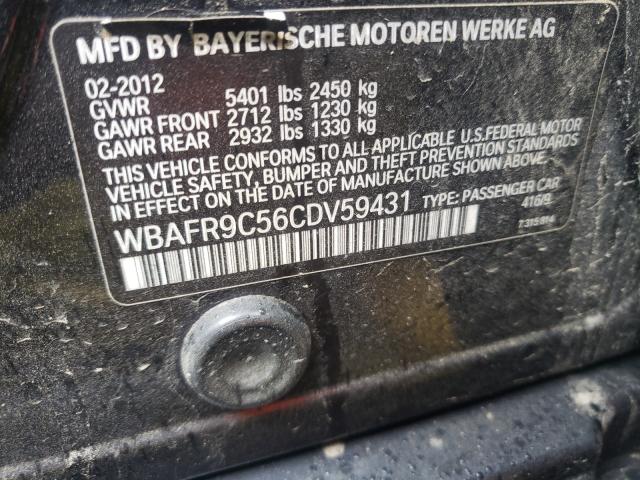 MFD BY BAYERISCHE MOTOREN WERKE AG
02-2012
GVWR 5401 lbs 2450 kg
GAWR FRONT 2712 lbs 1230 kg
GAWR REAR 2932 lbs 1330 kg
THIS VEHICLE CONFORMS TO ALL APPLICABLE U.S.FEDERAL MOTOR
VEHICLE SAFETY, BUMPER AND THEFT PREVENTION STANDARDS
IN EFFECT ON THE DATE OF MANUFACTURE SHOWN ABOVE.
WBAFR9C56CDV59431 TYPE: PASSENGER CAR
416/9